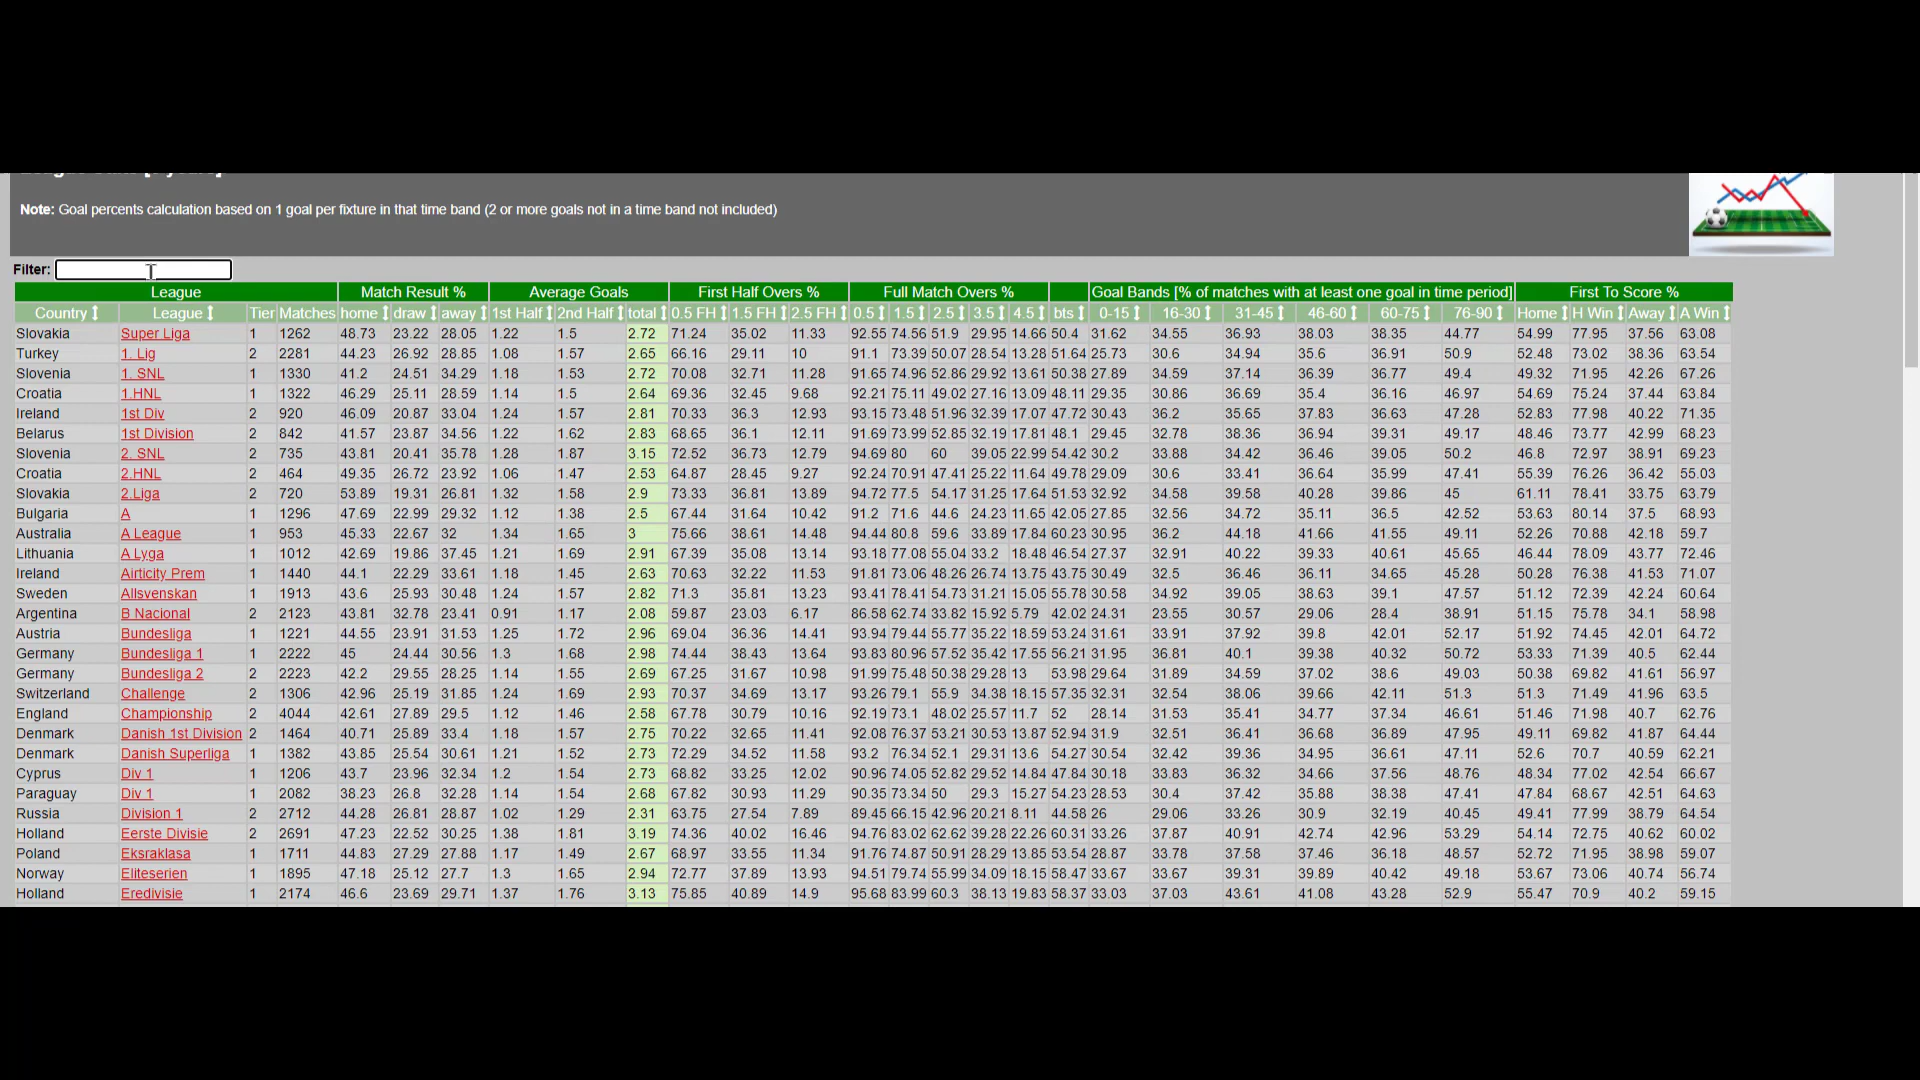 Note: Goal percents calculation based on 1 goal per fixture in that time band (2 or more goals not in a time band not included)
Filter:
League Match Result % Average Goals First Half Overs % Full Match Overs % Goal Bands [% of matches with at least one goal in time period] First To Score %
Country League Tier Matches home draw away 1st Half 2nd Half total 0.5 FH 1.5 FH 2.5 FH 0.5 1.5 2.5 3.5 4.5 bts 0-15 16-30 31-45 46-60 60-75 76-90 Home H Win Away A Win
Slovakia Super Liga 1 1262 48.73 23.22 28.05 1.22 1.5 2.72 71.24 35.02 11.33 92.55 74.56 51.9 29.95 14.66 50.4 31.62 34.55 36.93 38.03 38.35 44.77 54.99 77.95 37.56 63.08
Turkey 1. Lig 2 2281 44.23 26.92 28.85 1.08 1.57 2.65 66.16 29.11 10 91.1 73.39 50.07 28.54 13.28 51.64 25.73 30.6 34.94 35.6 36.91 50.9 52.48 73.02 38.36 63.54
Slovenia 1. SNL 1 1330 41.2 24.51 34.29 1.18 1.53 2.72 70.08 32.71 11.28 91.65 74.96 52.86 29.92 13.61 50.38 27.89 34.59 37.14 36.39 36.77 49.4 49.32 71.95 42.26 67.26
Croatia 1.HNL 1 1322 46.29 25.11 28.59 1.14 1.5 2.64 69.36 32.45 9.68 92.21 75.11 49.02 27.16 13.09 48.11 29.35 30.86 36.69 35.4 36.16 46.97 54.69 75.24 37.44 63.84
Ireland 1st Div 2 920 46.09 20.87 33.04 1.24 1.57 2.81 70.33 36.3 12.93 93.15 73.48 51.96 32.39 17.07 47.72 30.43 36.2 35.65 37.83 36.63 47.28 52.83 77.98 40.22 71.35
Belarus 1st Division 2 842 41.57 23.87 34.56 1.22 1.62 2.83 68.65 36.1 12.11 91.69 73.99 52.85 32.19 17.81 48.1 29.45 32.78 38.36 36.94 39.31 49.17 48.46 73.77 42.99 68.23
Slovenia 2. SNL 2 735 43.81 20.41 35.78 1.28 1.87 3.15 72.52 36.73 12.79 94.69 80 60 39.05 22.99 54.42 30.2 33.88 34.42 36.46 39.05 50.2 46.8 72.97 38.91 69.23
Croatia 2.HNL 2 464 49.35 26.72 23.92 1.06 1.47 2.53 64.87 28.45 9.27 92.24 70.91 47.41 25.22 11.64 49.78 29.09 30.6 33.41 36.64 35.99 47.41 55.39 76.26 36.42 55.03
Slovakia 2.Liga 2 720 53.89 19.31 26.81 1.32 1.58 2.9 73.33 36.81 13.89 94.72 77.5 54.17 31.25 17.64 51.53 32.92 34.58 39.58 40.28 39.86 45 61.11 78.41 33.75 63.79
Bulgaria A 1 1296 47.69 22.99 29.32 1.12 1.38 2.5 67.44 31.64 10.42 91.2 71.6 44.6 24.23 11.65 42.05 27.85 32.56 34.72 35.11 36.5 42.52 53.63 80.14 37.5 68.93
Australia A League 1 953 45.33 22.67 32 1.34 1.65 3 75.66 38.61 14.48 94.44 80.8 59.6 33.89 17.84 60.23 30.95 36.2 44.18 41.66 41.55 49.11 52.26 70.88 42.18 59.7
Lithuania A Lyga 1 1012 42.69 19.86 37.45 1.21 1.69 2.91 67.39 35.08 13.14 93.18 77.08 55.04 33.2 18.48 46.54 27.37 32.91 40.22 39.33 40.61 45.65 46.44 78.09 43.77 72.46
Ireland Airticity Prem 1 1440 44.1 22.29 33.61 1.18 1.45 2.63 70.63 32.22 11.53 91.81 73.06 48.26 26.74 13.75 43.75 30.49 32.5 36.46 36.11 34.65 45.28 50.28 76.38 41.53 71.07
Sweden Allsvenskan 1 1913 43.6 25.93 30.48 1.24 1.57 2.82 71.3 35.81 13.23 93.41 78.41 54.73 31.21 15.05 55.78 30.58 34.92 39.05 38.63 39.1 47.57 51.12 72.39 42.24 60.64
Argentina B Nacional 2 2123 43.81 32.78 23.41 0.91 1.17 2.08 59.87 23.03 6.17 86.58 62.74 33.82 15.92 5.79 42.02 24.31 23.55 30.57 29.06 28.4 38.91 51.15 75.78 34.1 58.98
Austria Bundesliga 1 1221 44.55 23.91 31.53 1.25 1.72 2.96 69.04 36.36 14.41 93.94 79.44 55.77 35.22 18.59 53.24 31.61 33.91 37.92 39.8 42.01 52.17 51.92 74.45 42.01 64.72
Germany Bundesliga 1 1 2222 45 24.44 30.56 1.3 1.68 2.98 74.44 38.43 13.64 93.83 80.96 57.52 35.42 17.55 56.21 31.95 36.81 40.1 39.38 40.32 50.72 53.33 71.39 40.5 62.44
Germany Bundesliga 2 2 2223 42.2 29.55 28.25 1.14 1.55 2.69 67.25 31.67 10.98 91.99 75.48 50.38 29.28 13 53.98 29.64 31.89 34.59 37.02 38.6 49.03 50.38 69.82 41.61 56.97
Switzerland Challenge 2 1306 42.96 25.19 31.85 1.24 1.69 2.93 70.37 34.69 13.17 93.26 79.1 55.9 34.38 18.15 57.35 32.31 32.54 38.06 39.66 42.11 51.3 51.3 71.49 41.96 63.5
England Championship 2 4044 42.61 27.89 29.5 1.12 1.46 2.58 67.78 30.79 10.16 92.19 73.1 48.02 25.57 11.7 52 28.14 31.53 35.41 34.77 37.34 46.61 51.46 71.98 40.7 62.76
Denmark Danish 1st Division 2 1464 40.71 25.89 33.4 1.18 1.57 2.75 70.22 32.65 11.41 92.08 76.37 53.21 30.53 13.87 52.94 31.9 32.51 36.41 36.68 36.89 47.95 49.11 69.82 41.87 64.44
Denmark Danish Superliga 1 1382 43.85 25.54 30.61 1.21 1.52 2.73 72.29 34.52 11.58 93.2 76.34 52.1 29.31 13.6 54.27 30.54 32.42 39.36 34.95 36.61 47.11 52.6 70.7 40.59 62.21
Cyprus Div 1 1 1206 43.7 23.96 32.34 1.2 1.54 2.73 68.82 33.25 12.02 90.96 74.05 52.82 29.52 14.84 47.84 30.18 33.83 36.32 34.66 37.56 48.76 48.34 77.02 42.54 66.67
Paraguay Div 1 1 2082 38.23 26.8 32.28 1.14 1.54 2.68 67.82 30.93 11.29 90.35 73.34 50 29.3 15.27 54.23 28.53 30.4 37.42 35.88 38.38 47.41 47.84 68.67 42.51 64.63
Russia Division 1 2 2712 44.28 26.81 28.87 1.02 1.29 2.31 63.75 27.54 7.89 89.45 66.15 42.96 20.21 8.11 44.58 26 29.06 33.26 30.9 32.19 40.45 49.41 77.99 38.79 64.54
Holland Eerste Divisie 2 2691 47.23 22.52 30.25 1.38 1.81 3.19 74.36 40.02 16.46 94.76 83.02 62.62 39.28 22.26 60.31 33.26 37.87 40.91 42.74 42.96 53.29 54.14 72.75 40.62 60.02
Poland Eksraklasa 1 1711 44.83 27.29 27.88 1.17 1.49 2.67 68.97 33.55 11.34 91.76 74.87 50.91 28.29 13.85 53.54 28.87 33.78 37.58 37.46 36.18 48.57 52.72 71.95 38.98 59.07
Norway Eliteserien 1 1895 47.18 25.12 27.7 1.3 1.65 2.94 72.77 37.89 13.93 94.51 79.74 55.99 34.09 18.15 58.47 33.67 33.67 39.31 39.89 40.42 49.18 53.67 73.06 40.74 56.74
Holland Eredivisie 1 2174 46.6 23.69 29.71 1.37 1.76 3.13 75.85 40.89 14.9 95.68 83.99 60.3 38.13 19.83 58.37 33.03 37.03 43.61 41.08 43.28 52.9 55.47 70.9 40.2 59.15